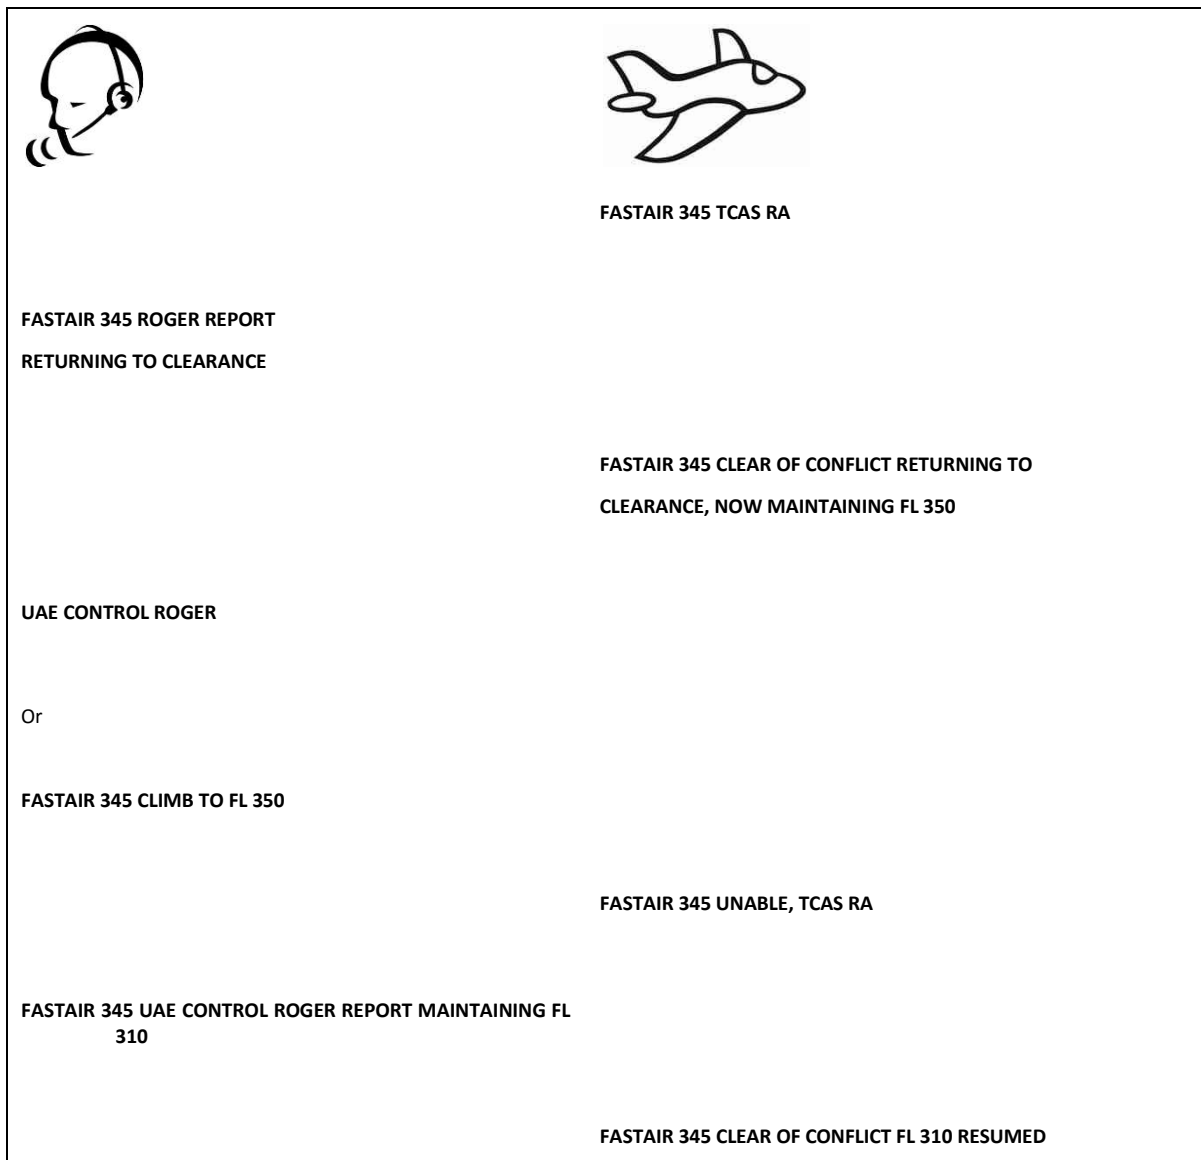 FASTAIR 345 TCAS RA
FASTAIR 345 ROGER REPORT
RETURNING TO CLEARANCE
FASTAIR 345 CLEAR OF CONFLICT RETURNING TO
CLEARANCE, NOW MAINTAINING FL 350
UAE CONTROL ROGER
Or
FASTAIR 345 CLIMB TO FL 350
FASTAIR 345 UNABLE, TCAS RA
FASTAIR 345 UAE CONTROL ROGER REPORT MAINTAINING FL
310
FASTAIR 345 CLEAR OF CONFLICT FL 310 RESUMED